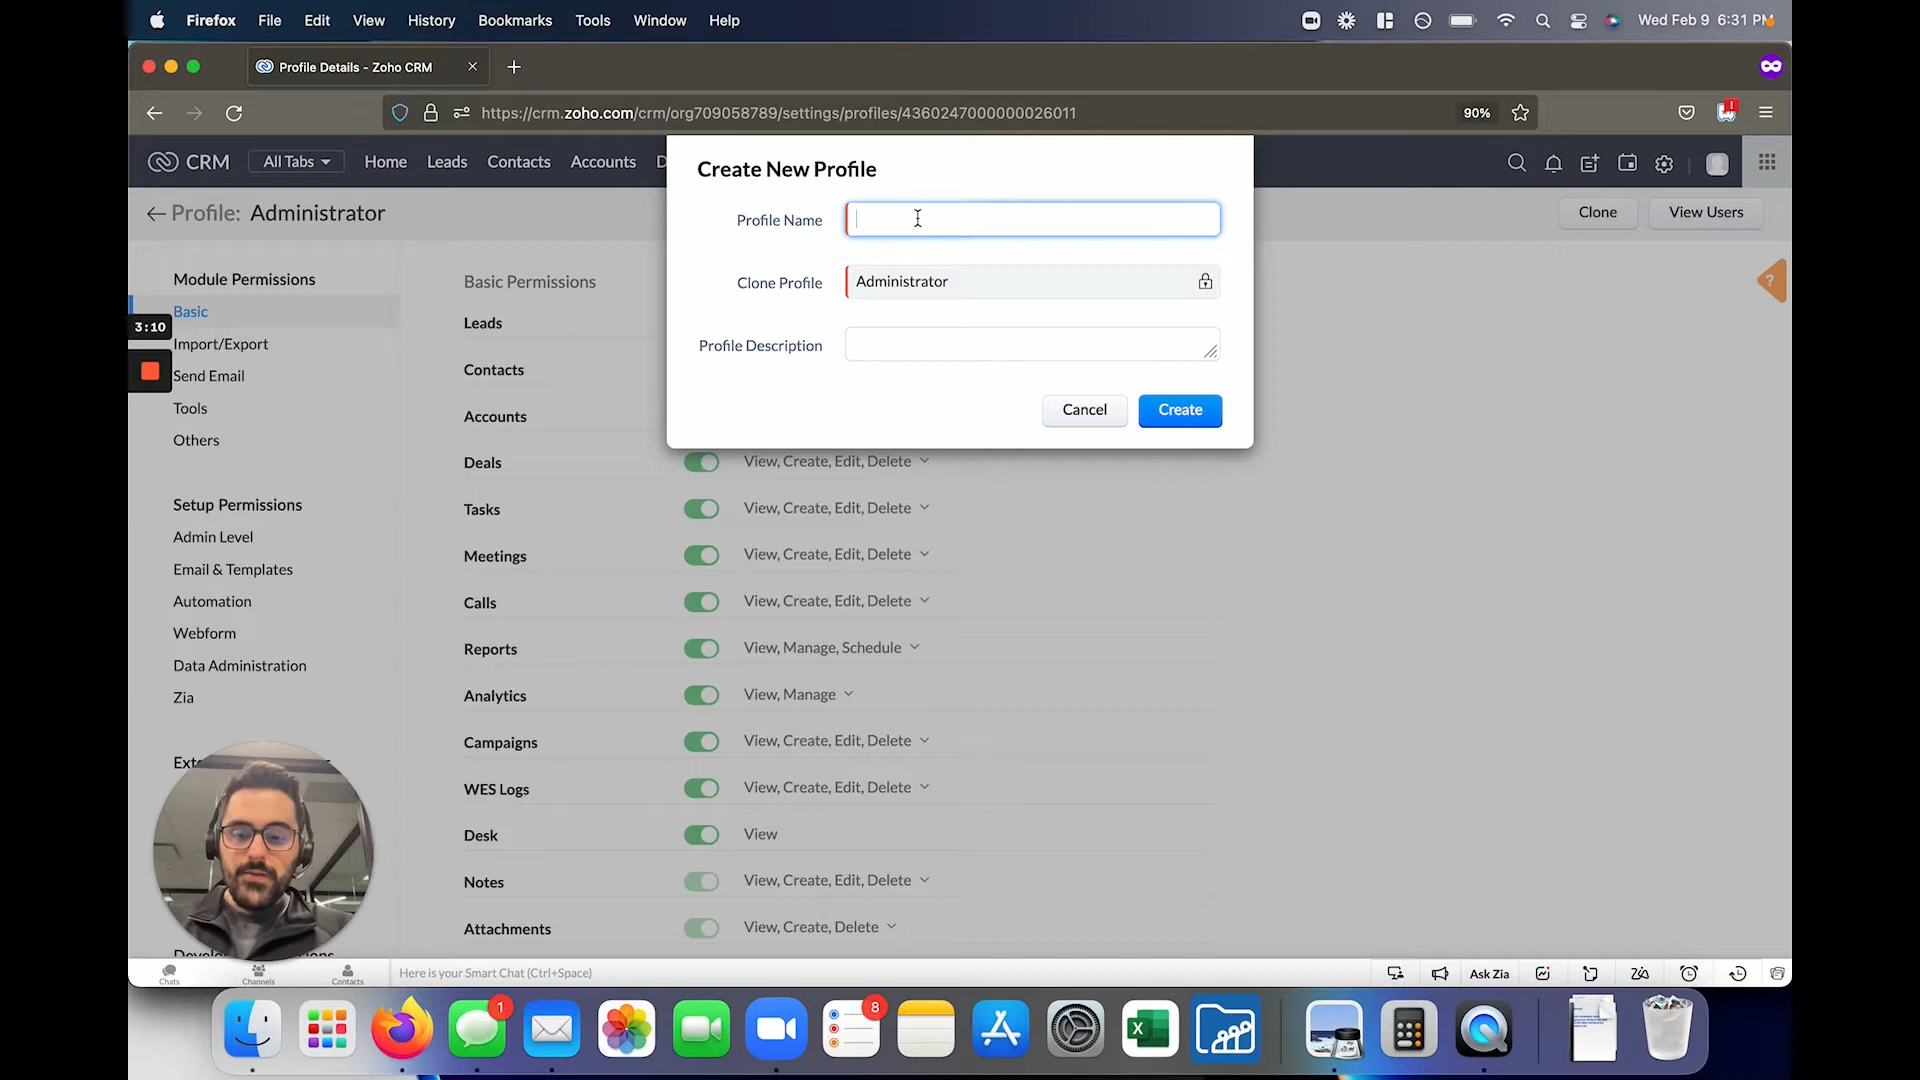 Firefox File Edit View History Bookmarks Tools Window Help
Wed Feb 9 6:31 PM
Profile Details - Zoho CRM
https://crm.zoho.com/crm/org709058789/settings/profiles/4360247000000026011
90%
CRM All Tabs Home Leads Contacts Accounts D
Create New Profile
Profile Name
Clone Profile
Administrator
Profile Description
Cancel
Create
Profile: Administrator
Clone
View Users
?
Module Permissions
Basic
3:10
Import/Export
Send Email
Tools
Others
Setup Permissions
Admin Level
Email & Templates
Automation
Webform
Data Administration
Zia
Basic Permissions
Leads
Contacts
Accounts
Deals View, Create, Edit, Delete
Tasks View, Create, Edit, Delete
Meetings View, Create, Edit, Delete
Calls View, Create, Edit, Delete
Reports View, Manage, Schedule
Analytics View, Manage
Campaigns View, Create, Edit, Delete
WES Logs View, Create, Edit, Delete
Desk View
Notes View, Create, Edit, Delete
Attachments View, Create, Delete
Chats
Channels
Contacts
Here is your Smart Chat (Ctrl+Space)
Ask Zia
1
8